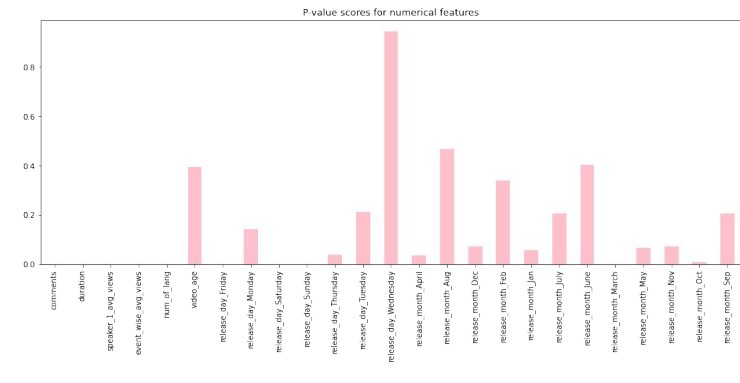 P-value scores for numerical features
0.8
0.6
0.4
0.2
0.0
comments
duration
speaker_1_avg_views
event_wise_avg_views
num_of_lang
video_age
release_day_Friday
release_day_Monday
release_day_Saturday
release_day_Sunday
release_day_Thursday
release_day_Tuesday
release_day_Wednesday
release_month_April
release_month_Aug
release_month_Dec
release_month_Feb
release_month_Jan
release_month_July
release_month_June
release_month_March
release_month_May
release_month_Nov
release_month_Oct
release_month_Sep